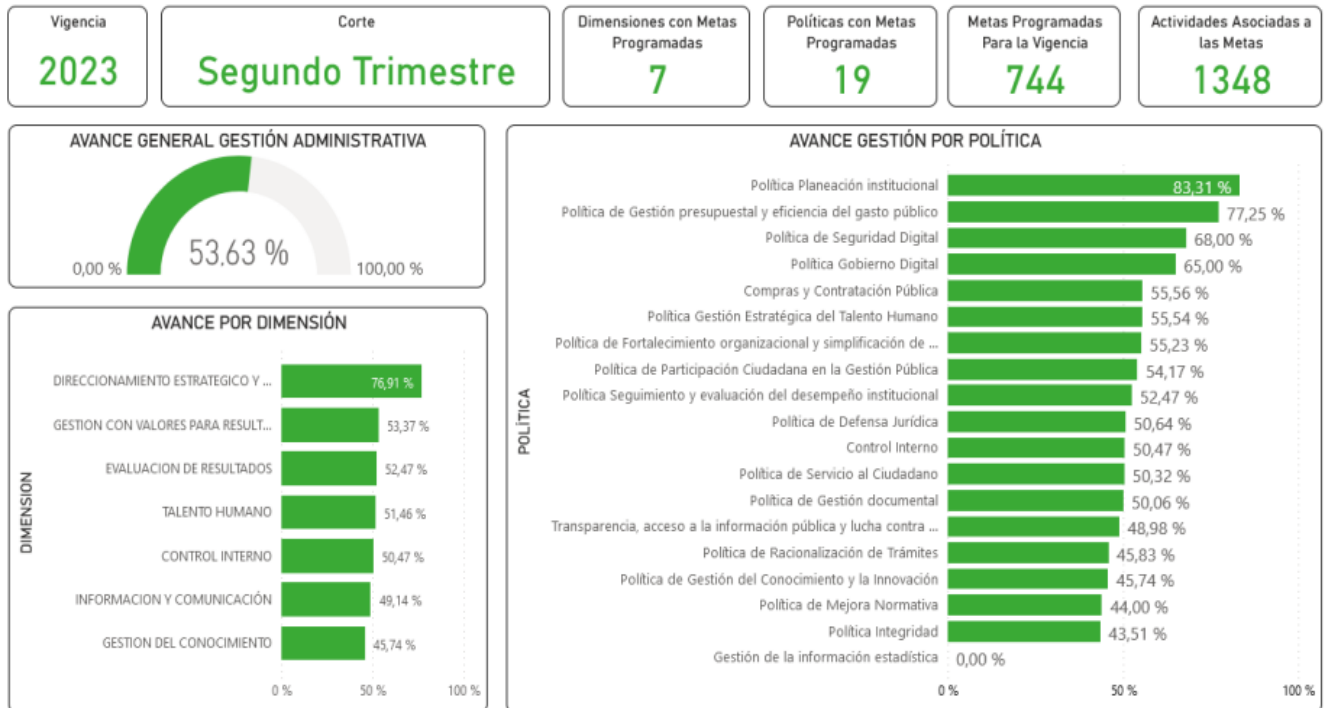 Vigencia
2023
Corte
Segundo Trimestre
Dimensiones con Metas
Programadas
7
Políticas con Metas
Programadas
19
Metas Programadas
Para la Vigencia
744
Actividades Asociadas a
las Metas
1348
AVANCE GENERAL GESTIÓN ADMINISTRATIVA
53,63 %
0,00 %
100,00 %
AVANCE POR DIMENSIÓN
DIMENSION
DIRECCIONAMIENTO ESTRATEGICO Y ... 76,91 %
GESTION CON VALORES PARA RESULT... 53,37 %
EVALUACION DE RESULTADOS 52,47 %
TALENTO HUMANO 51,46 %
CONTROL INTERNO 50,47 %
INFORMACION Y COMUNICACIÓN 49,14 %
GESTION DEL CONOCIMIENTO 45,74 %
0 % 50 % 100 %
AVANCE GESTIÓN POR POLÍTICA
POLÍTICA
Política Planeación institucional 83,31 %
Política de Gestión presupuestal y eficiencia del gasto público 77,25 %
Política de Seguridad Digital 68,00 %
Política Gobierno Digital 65,00 %
Compras y Contratación Pública 55,56 %
Política Gestión Estratégica del Talento Humano 55,54 %
Política de Fortalecimiento organizacional y simplificación de ... 55,23 %
Política de Participación Ciudadana en la Gestión Pública 54,17 %
Política Seguimiento y evaluación del desempeño institucional 52,47 %
Política de Defensa Jurídica 50,64 %
Control Interno 50,47 %
Política de Servicio al Ciudadano 50,32 %
Política de Gestión documental 50,06 %
Transparencia, acceso a la información pública y lucha contra ... 48,98 %
Política de Racionalización de Trámites 45,83 %
Política de Gestión del Conocimiento y la Innovación 45,74 %
Política de Mejora Normativa 44,00 %
Política Integridad 43,51 %
Gestión de la información estadística 0,00 %
0 % 50 % 100 %